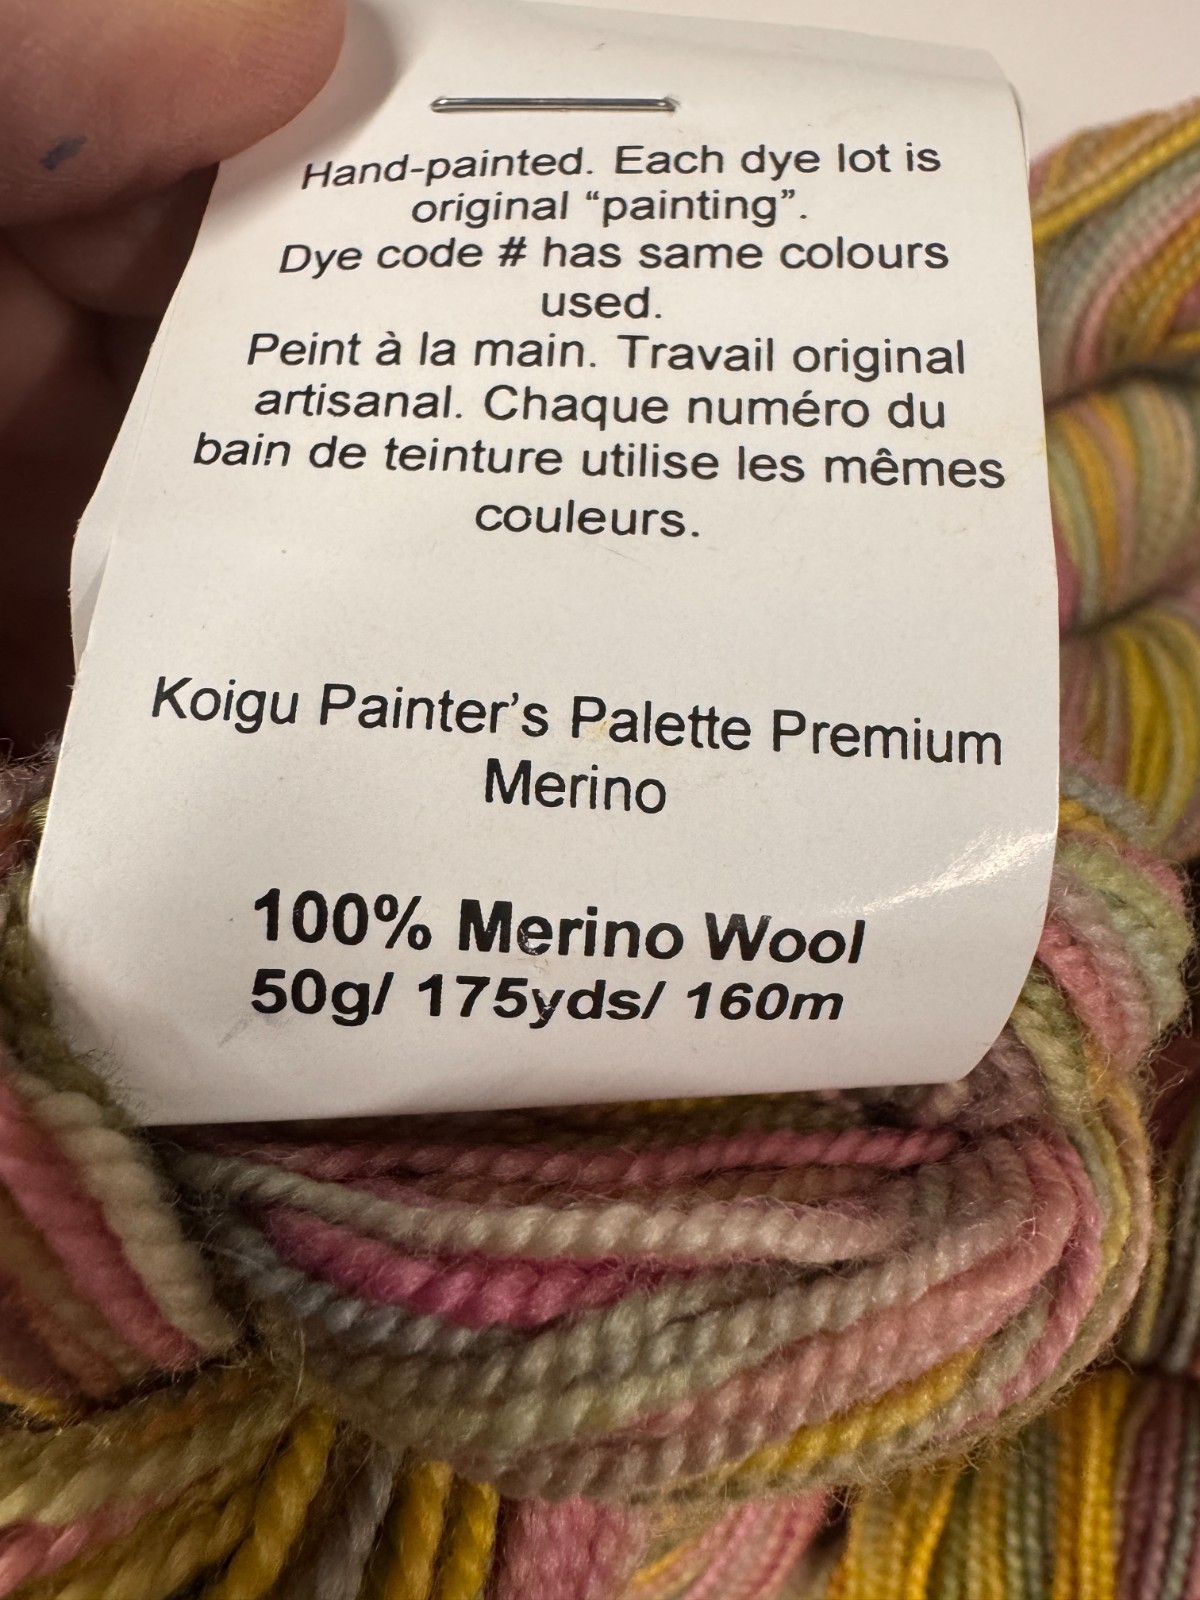 Hand-painted. Each dye lot is
original “painting”.
Dye code # has same colours
used.
Peint à la main. Travail original
artisanal. Chaque numéro du
bain de teinture utilise les mêmes
couleurs.
Koigu Painter’s Palette Premium
Merino
100% Merino Wool
50g/ 175yds/ 160m